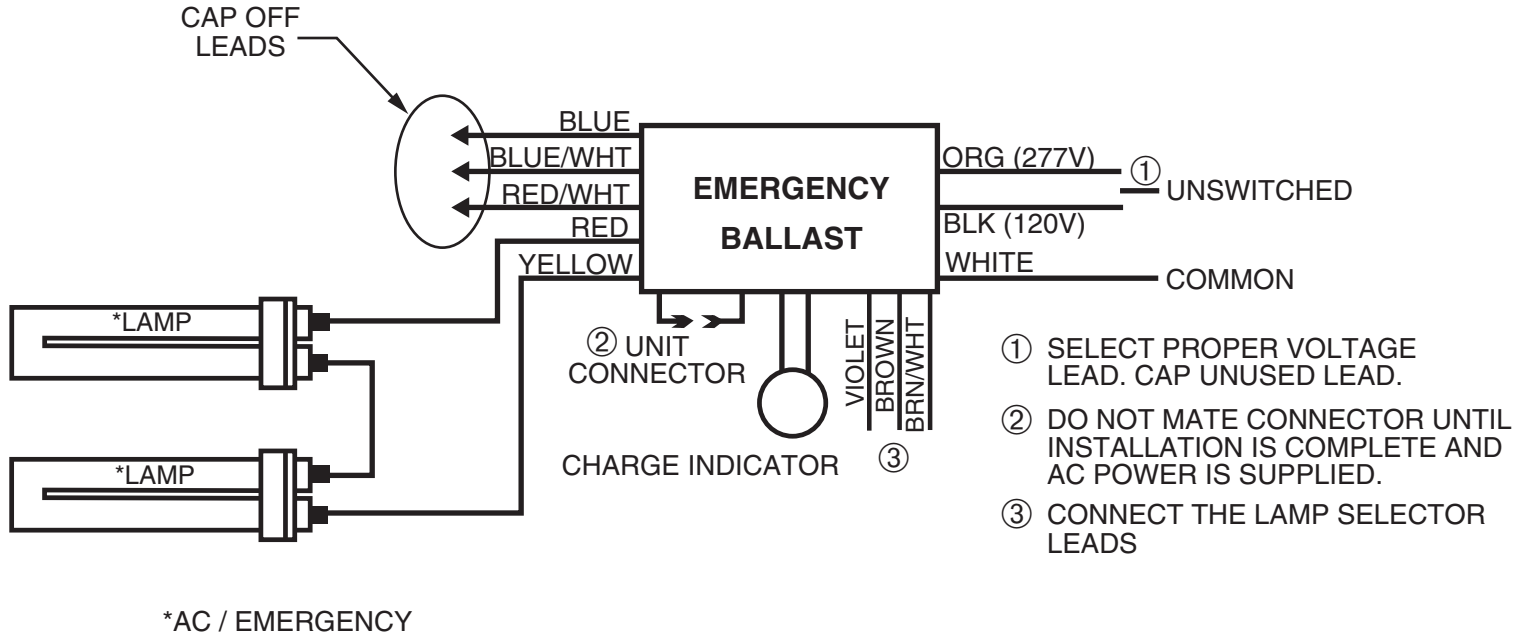 CAP OFF
LEADS
BLUE
BLUE/WHT
RED/WHT
RED
YELLOW
EMERGENCY
BALLAST
ORG (277V)
① UNSWITCHED
BLK (120V)
WHITE
COMMON
*LAMP
*LAMP
② UNIT
CONNECTOR
CHARGE INDICATOR
VIOLET
BROWN
BRN/WHT
③
① SELECT PROPER VOLTAGE
LEAD. CAP UNUSED LEAD.
② DO NOT MATE CONNECTOR UNTIL
INSTALLATION IS COMPLETE AND
AC POWER IS SUPPLIED.
③ CONNECT THE LAMP SELECTOR
LEADS
*AC / EMERGENCY